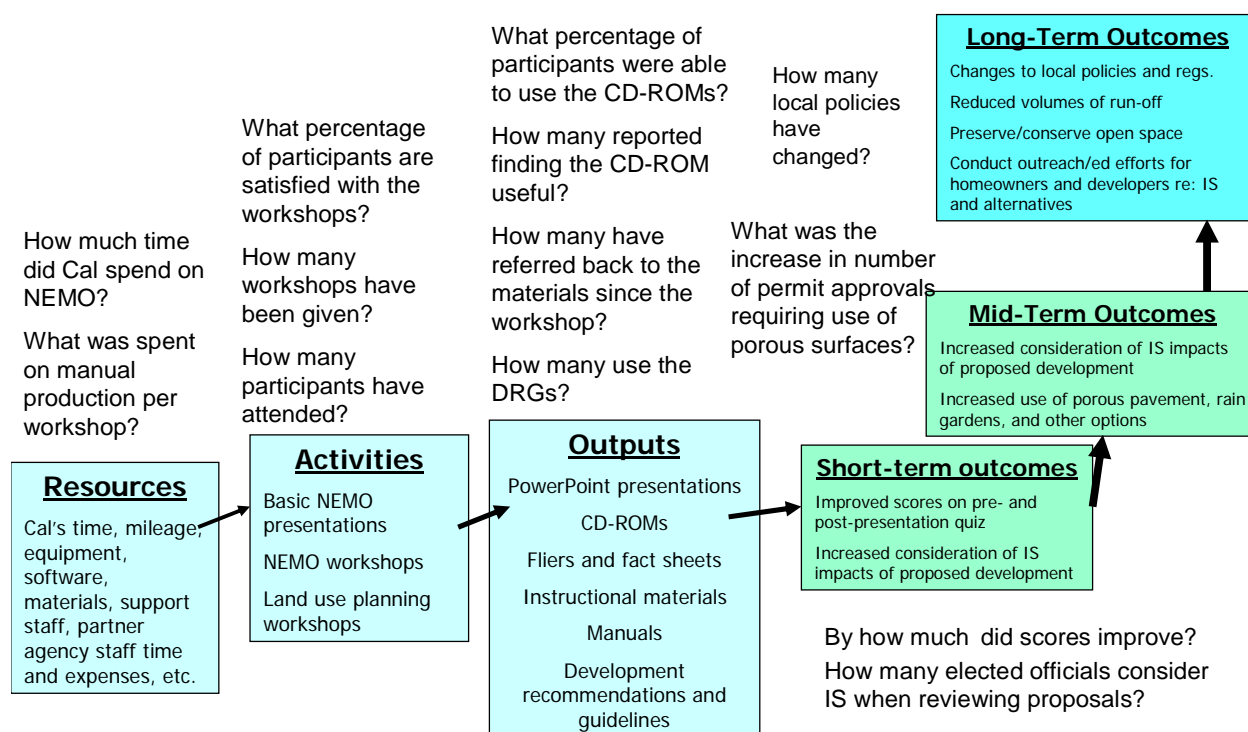 How much time
did Cal spend on
NEMO?
What was spent
on manual
production per
workshop?
Resources
Cal's time, mileage,
equipment,
software,
materials, support
staff, partner
agency staff time
and expenses, etc.
What percentage
of participants are
satisfied with the
workshops?
How many
workshops have
been given?
How many
participants have
attended?
Activities
Basic NEMO
presentations
NEMO workshops
Land use planning
workshops
What percentage of
participants were able
to use the CD-ROMs?
How many reported
finding the CD-ROM
useful?
How many have
referred back to the
materials since the
workshop?
How many use the
DRGs?
Outputs
PowerPoint presentations
CD-ROMs
Fliers and fact sheets
Instructional materials
Manuals
Development
recommendations and
guidelines
Short-term outcomes
Improved scores on pre- and
post-presentation quiz
Increased consideration of IS
impacts of proposed development
By how much did scores improve?
How many elected officials consider
IS when reviewing proposals?
What was the
increase in number
of permit approvals
requiring use of
porous surfaces?
Mid-Term Outcomes
Increased consideration of IS impacts
of proposed development
Increased use of porous pavement, rain
gardens, and other options
How many
local policies
have
changed?
Long-Term Outcomes
Changes to local policies and regs.
Reduced volumes of run-off
Preserve/conserve open space
Conduct outreach/ed efforts for
homeowners and developers re: IS
and alternatives